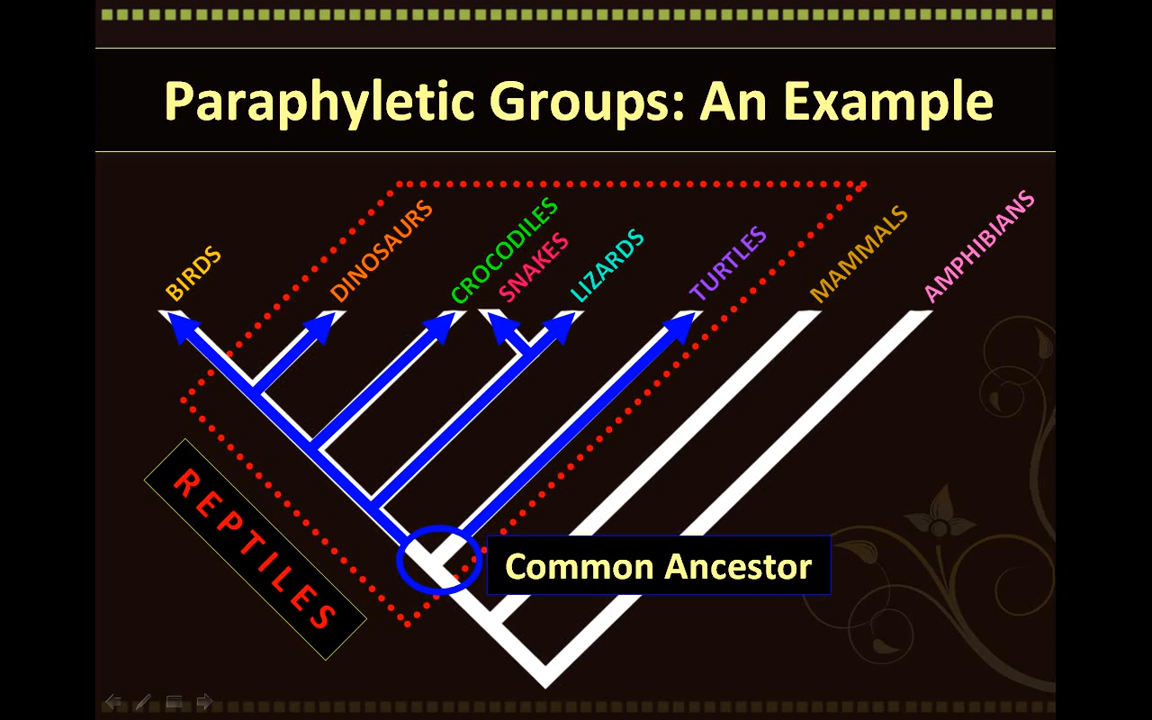 Paraphyletic Groups: An Example
BIRDS
DINOSAURS
CROCODILES
SNAKES
LIZARDS
TURTLES
MAMMALS
AMPHIBIANS
REPTILES
Common Ancestor